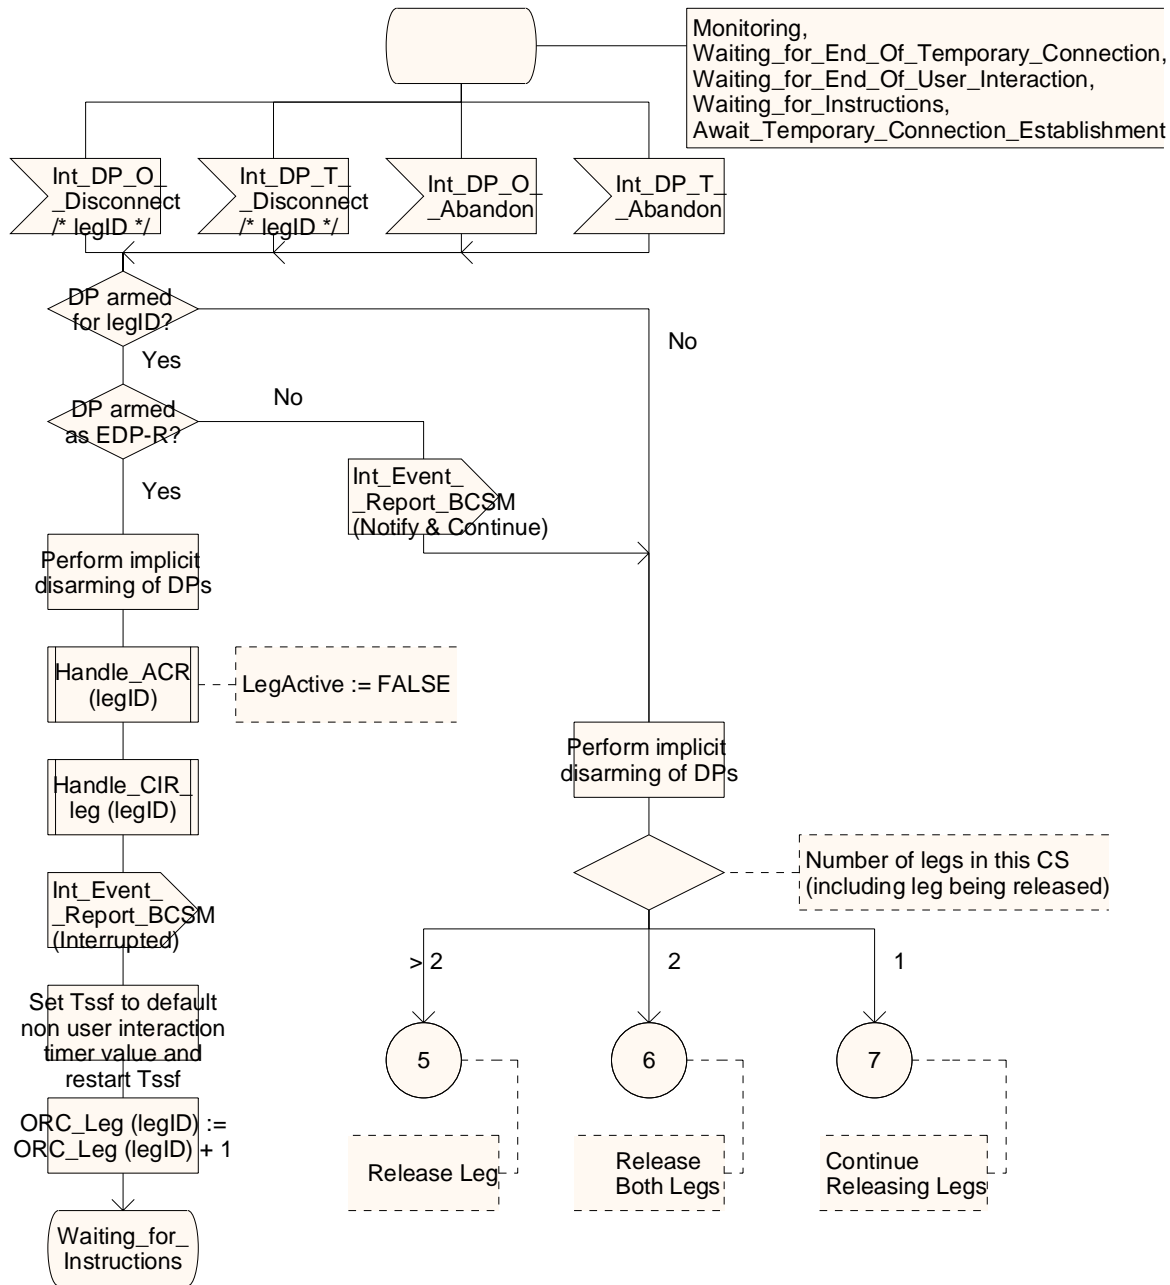 Monitoring,
Waiting_for_End_Of_Temporary_Connection,
Waiting_for_End_Of_User_Interaction,
Waiting_for_Instructions,
Await_Temporary_Connection_Establishment
Int_DP_O_
_Disconnect
/* legID */
Int_DP_T_
_Disconnect
/* legID */
Int_DP_O_
_Abandon
Int_DP_T_
_Abandon
DP armed
for legID?
No
Yes
DP armed
as EDP-R?
No
Yes
Int_Event_
_Report_BCSM
(Notify & Continue)
Perform implicit
disarming of DPs
Handle_ACR
(legID)
LegActive := FALSE
Perform implicit
disarming of DPs
Handle_CIR_
leg (legID)
Number of legs in this CS
(including leg being released)
Int_Event_
_Report_BCSM
(Interrupted)
> 2
2
1
Set Tssf to default
non user interaction
timer value and
restart Tssf
5
6
7
ORC_Leg (legID) :=
ORC_Leg (legID) + 1
Release Leg
Release
Both Legs
Continue
Releasing Legs
Waiting_for_
Instructions